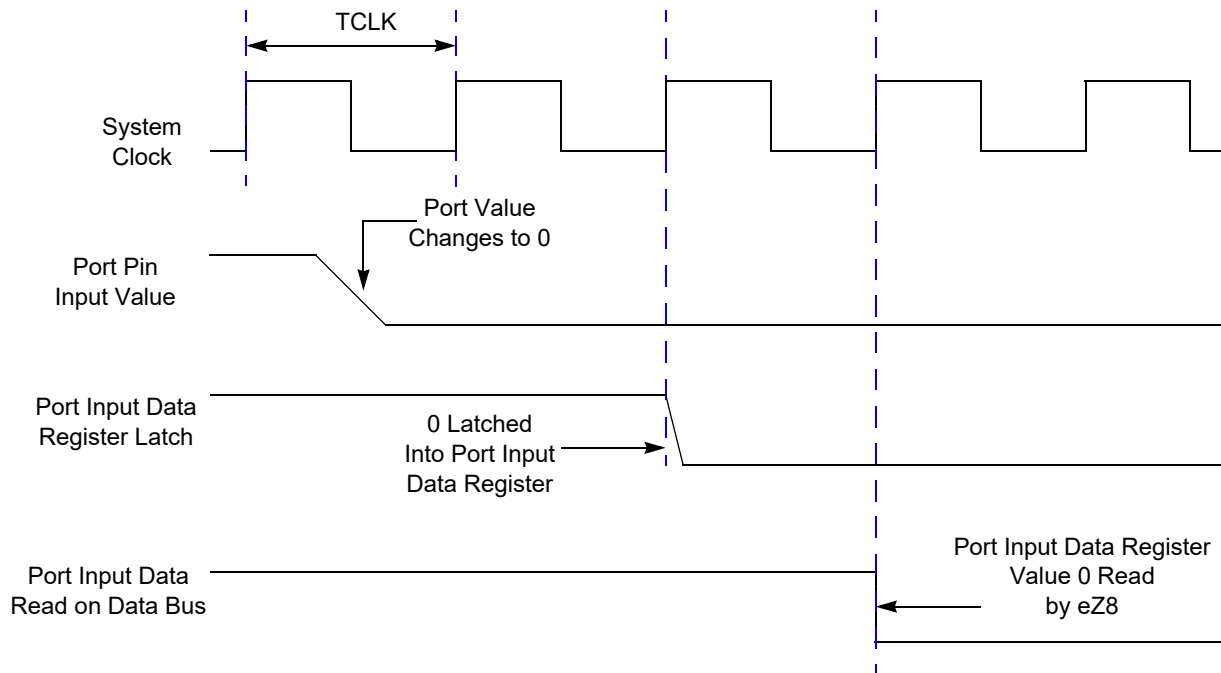 TCLK
System
Clock
Port Value
Changes to 0
Port Pin
Input Value
Port Input Data
Register Latch
0 Latched
Into Port Input
Data Register
Port Input Data
Read on Data Bus
Port Input Data Register
Value 0 Read
by eZ8